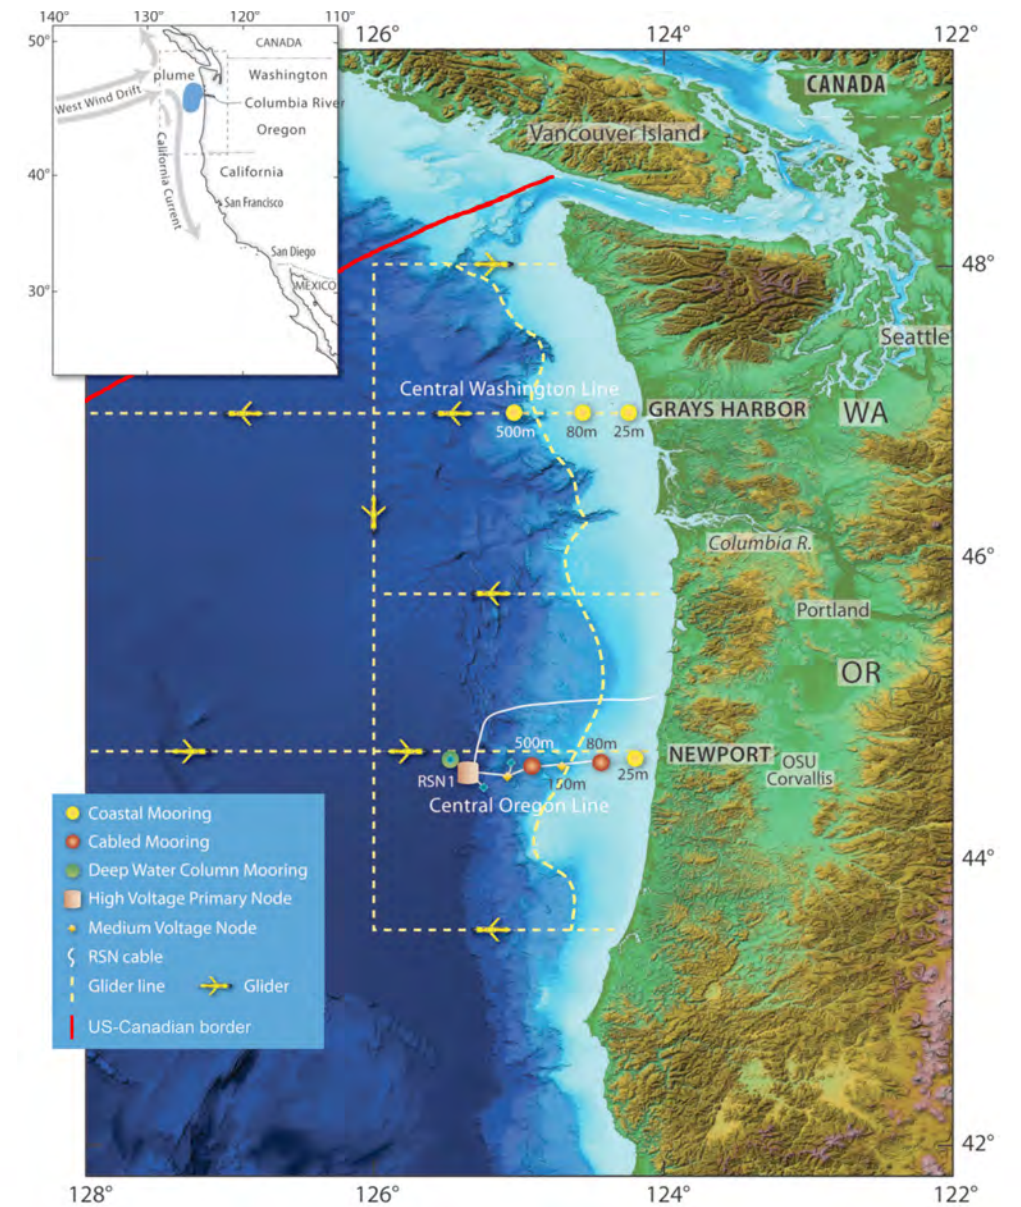 140°
130°
120°
110°
50°
40°
30°
CANADA
Washington
plume
Columbia River
West Wind Drift
Oregon
California Current
California
San Francisco
San Diego
MEXICO
126°
124°
122°
CANADA
Vancouver Island
48°
Seattle
Central Washington Line
GRAYS HARBOR
WA
500m
80m
25m
Columbia R.
46°
Portland
OR
500m
80m
NEWPORT
OSU
Corvallis
RSN1
150m
25m
Central Oregon Line
44°
Coastal Mooring
Cabled Mooring
Deep Water Column Mooring
High Voltage Primary Node
Medium Voltage Node
RSN cable
Glider line
Glider
US-Canadian border
42°
128°
126°
124°
122°